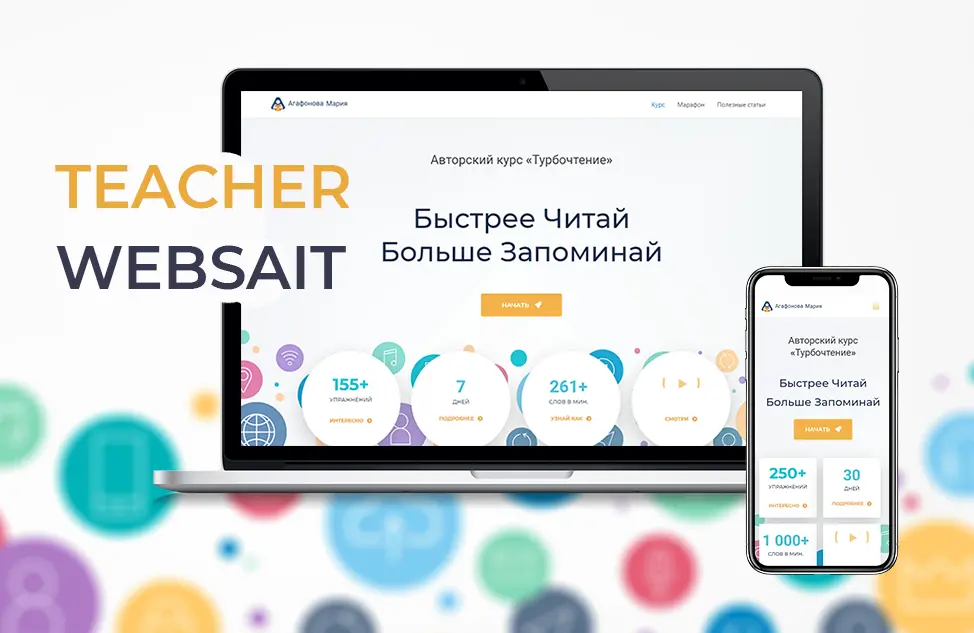 TEACHER
WEBSAIT
Агафонова Мария
Курс Марафон Полезные статьи
Авторский курс «Турбочтение»
Быстрее Читай
Больше Запоминай
НАЧАТЬ
155+
УПРАЖНЕНИЙ
ИНТЕРЕСНО
7
ДНЕЙ
ПОДРОБНЕЕ
261+
СЛОВ В МИН.
УЗНАЙ КАК
СМОТРИ
Агафонова Мария
Авторский курс
«Турбочтение»
Быстрее Читай
Больше Запоминай
НАЧАТЬ
250+
УПРАЖНЕНИЙ
ИНТЕРЕСНО
30
ДНЕЙ
ПОДРОБНЕЕ
1 000+
СЛОВ В МИН.